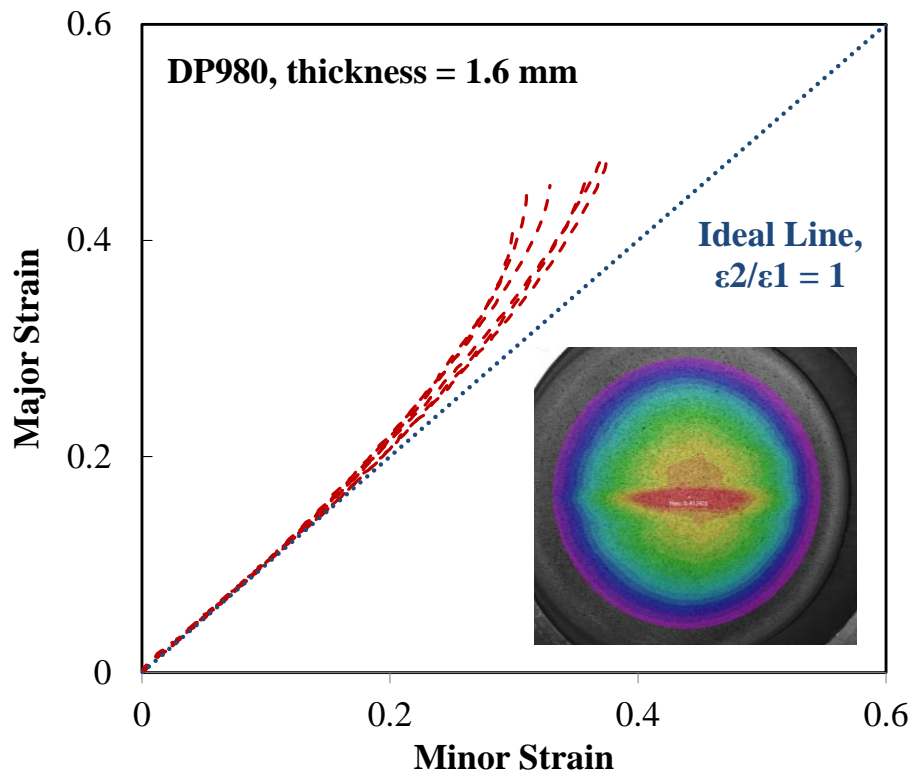 0.6
DP980, thickness = 1.6 mm
0.4
Ideal Line,
ε2/ε1 = 1
Major Strain
0.2
0
0
0.2
0.4
0.6
Minor Strain